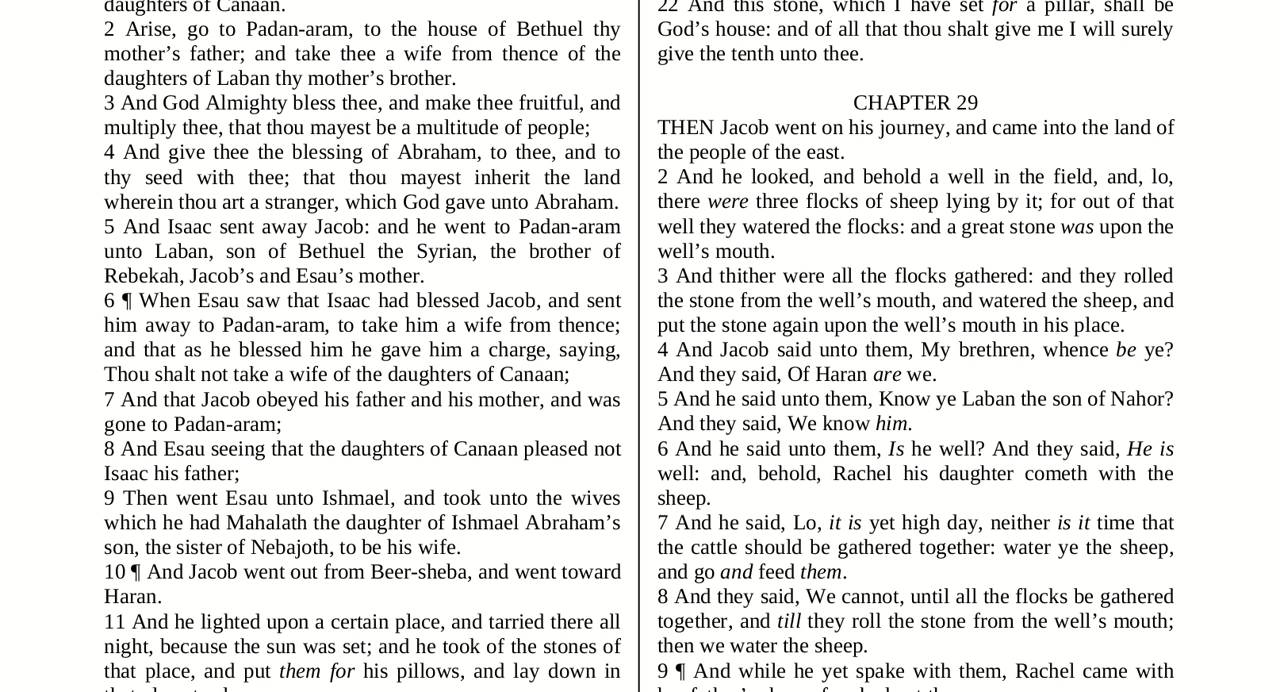 daughters of Canaan.
2 Arise, go to Padan-aram, to the house of Bethuel thy
mother’s father; and take thee a wife from thence of the
daughters of Laban thy mother’s brother.
3 And God Almighty bless thee, and make thee fruitful, and
multiply thee, that thou mayest be a multitude of people;
4 And give thee the blessing of Abraham, to thee, and to
thy seed with thee; that thou mayest inherit the land
wherein thou art a stranger, which God gave unto Abraham.
5 And Isaac sent away Jacob: and he went to Padan-aram
unto Laban, son of Bethuel the Syrian, the brother of
Rebekah, Jacob’s and Esau’s mother.
6 ¶ When Esau saw that Isaac had blessed Jacob, and sent
him away to Padan-aram, to take him a wife from thence;
and that as he blessed him he gave him a charge, saying,
Thou shalt not take a wife of the daughters of Canaan;
7 And that Jacob obeyed his father and his mother, and was
gone to Padan-aram;
8 And Esau seeing that the daughters of Canaan pleased not
Isaac his father;
9 Then went Esau unto Ishmael, and took unto the wives
which he had Mahalath the daughter of Ishmael Abraham’s
son, the sister of Nebajoth, to be his wife.
10 ¶ And Jacob went out from Beer-sheba, and went toward
Haran.
11 And he lighted upon a certain place, and tarried there all
night, because the sun was set; and he took of the stones of
that place, and put them for his pillows, and lay down in
22 And this stone, which I have set for a pillar, shall be
God’s house: and of all that thou shalt give me I will surely
give the tenth unto thee.
CHAPTER 29
THEN Jacob went on his journey, and came into the land of
the people of the east.
2 And he looked, and behold a well in the field, and, lo,
there were three flocks of sheep lying by it; for out of that
well they watered the flocks: and a great stone was upon the
well’s mouth.
3 And thither were all the flocks gathered: and they rolled
the stone from the well’s mouth, and watered the sheep, and
put the stone again upon the well’s mouth in his place.
4 And Jacob said unto them, My brethren, whence be ye?
And they said, Of Haran are we.
5 And he said unto them, Know ye Laban the son of Nahor?
And they said, We know him.
6 And he said unto them, Is he well? And they said, He is
well: and, behold, Rachel his daughter cometh with the
sheep.
7 And he said, Lo, it is yet high day, neither is it time that
the cattle should be gathered together: water ye the sheep,
and go and feed them.
8 And they said, We cannot, until all the flocks be gathered
together, and till they roll the stone from the well’s mouth;
then we water the sheep.
9 ¶ And while he yet spake with them, Rachel came with